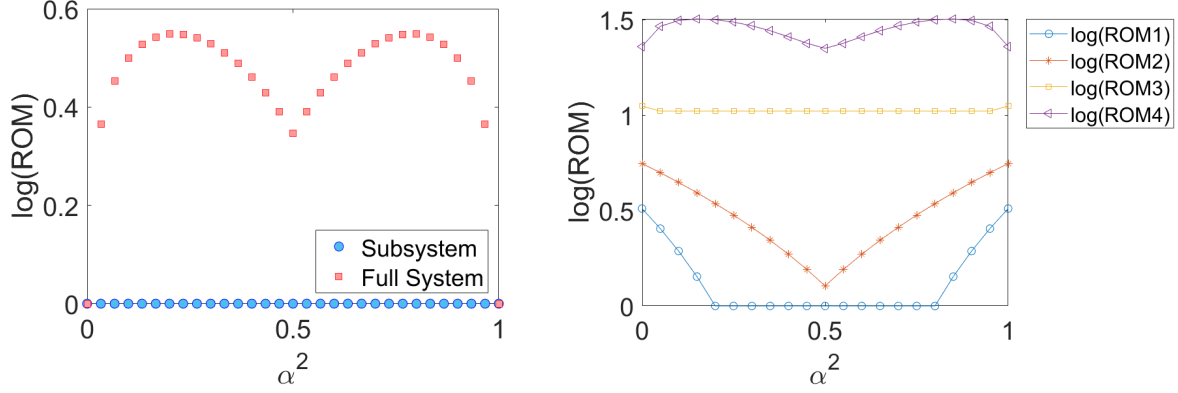 0.6
0.4
0.2
0
log(ROM)
Subsystem
Full System
0 0.5 1
α²
1.5
1
0.5
0
log(ROM)
0 0.5 1
α²
log(ROM1)
log(ROM2)
log(ROM3)
log(ROM4)